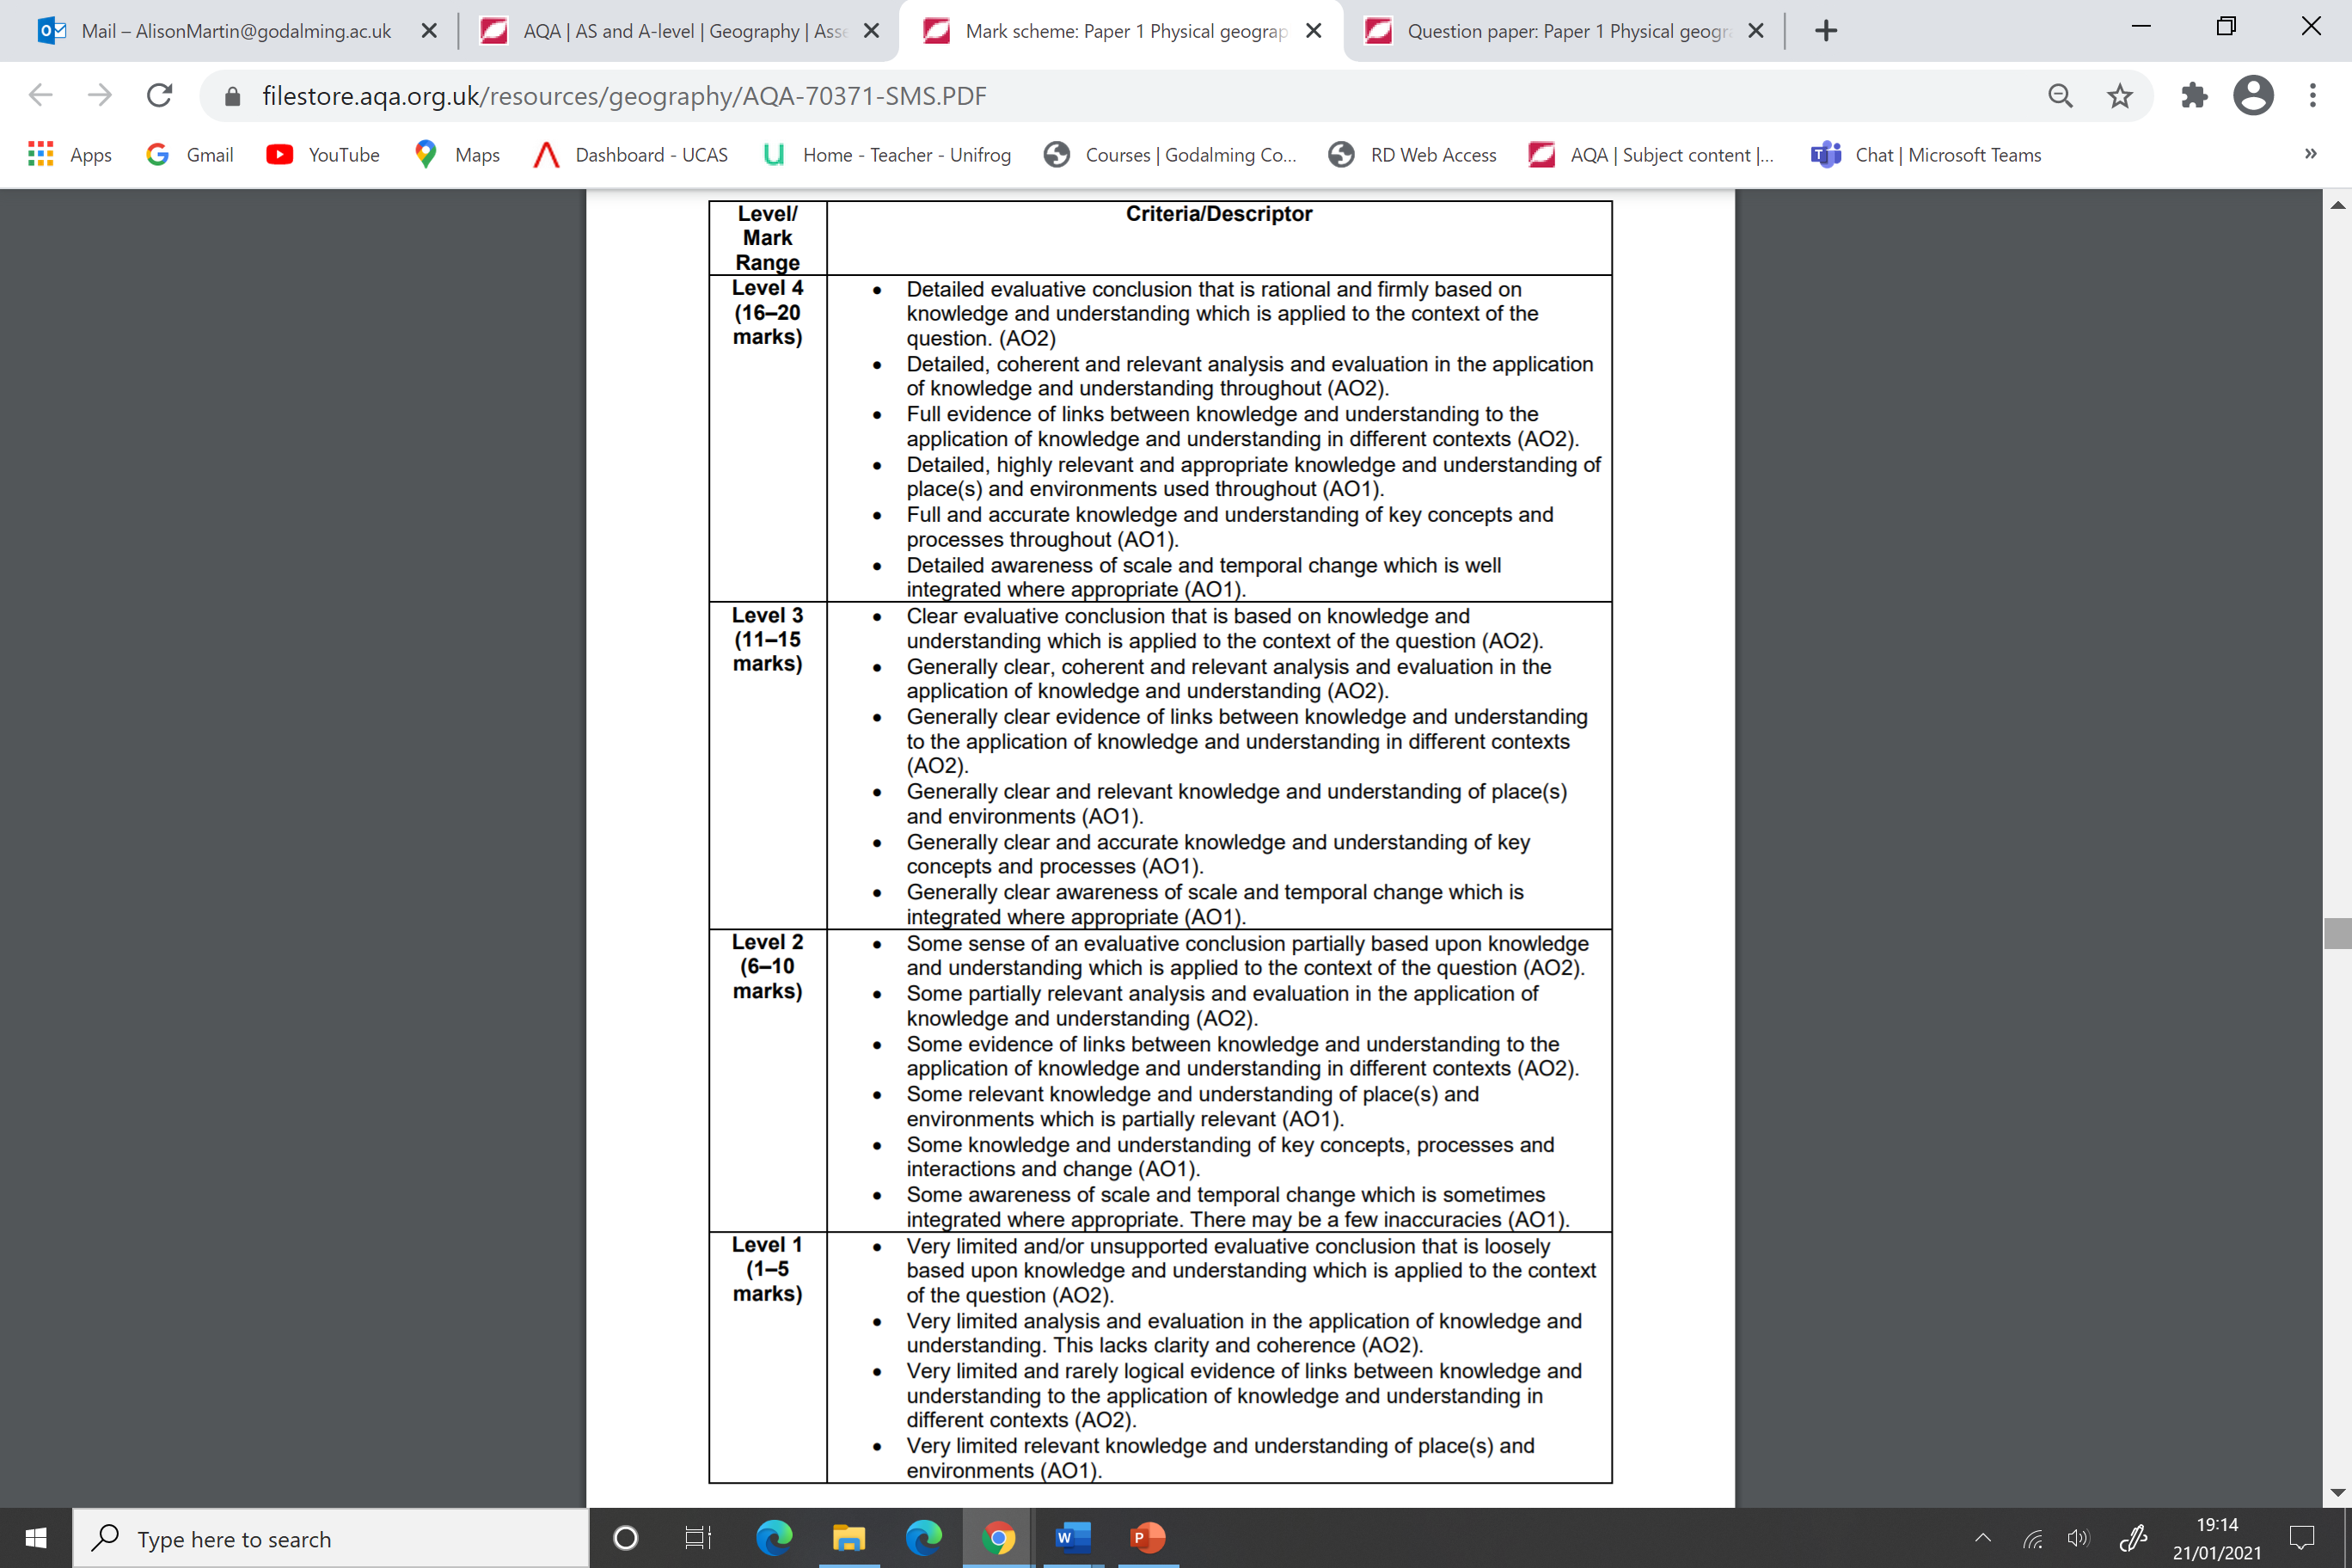 Mail – AlisonMartin@godalming.ac.uk
AQA | AS and A-level | Geography | Asse
Mark scheme: Paper 1 Physical geograp
Question paper: Paper 1 Physical geogr
filestore.aqa.org.uk/resources/geography/AQA-70371-SMS.PDF
Apps
Gmail
YouTube
Maps
Dashboard - UCAS
Home - Teacher - Unifrog
Courses | Godalming Co...
RD Web Access
AQA | Subject content |...
Chat | Microsoft Teams
»
Level/
Mark
Range
Criteria/Descriptor
Level 4
(16–20
marks)
• Detailed evaluative conclusion that is rational and firmly based on
knowledge and understanding which is applied to the context of the
question. (AO2)
• Detailed, coherent and relevant analysis and evaluation in the application
of knowledge and understanding throughout (AO2).
• Full evidence of links between knowledge and understanding to the
application of knowledge and understanding in different contexts (AO2).
• Detailed, highly relevant and appropriate knowledge and understanding of
place(s) and environments used throughout (AO1).
• Full and accurate knowledge and understanding of key concepts and
processes throughout (AO1).
• Detailed awareness of scale and temporal change which is well
integrated where appropriate (AO1).
Level 3
(11–15
marks)
• Clear evaluative conclusion that is based on knowledge and
understanding which is applied to the context of the question (AO2).
• Generally clear, coherent and relevant analysis and evaluation in the
application of knowledge and understanding (AO2).
• Generally clear evidence of links between knowledge and understanding
to the application of knowledge and understanding in different contexts
(AO2).
• Generally clear and relevant knowledge and understanding of place(s)
and environments (AO1).
• Generally clear and accurate knowledge and understanding of key
concepts and processes (AO1).
• Generally clear awareness of scale and temporal change which is
integrated where appropriate (AO1).
Level 2
(6–10
marks)
• Some sense of an evaluative conclusion partially based upon knowledge
and understanding which is applied to the context of the question (AO2).
• Some partially relevant analysis and evaluation in the application of
knowledge and understanding (AO2).
• Some evidence of links between knowledge and understanding to the
application of knowledge and understanding in different contexts (AO2).
• Some relevant knowledge and understanding of place(s) and
environments which is partially relevant (AO1).
• Some knowledge and understanding of key concepts, processes and
interactions and change (AO1).
• Some awareness of scale and temporal change which is sometimes
integrated where appropriate. There may be a few inaccuracies (AO1).
Level 1
(1–5
marks)
• Very limited and/or unsupported evaluative conclusion that is loosely
based upon knowledge and understanding which is applied to the context
of the question (AO2).
• Very limited analysis and evaluation in the application of knowledge and
understanding. This lacks clarity and coherence (AO2).
• Very limited and rarely logical evidence of links between knowledge and
understanding to the application of knowledge and understanding in
different contexts (AO2).
• Very limited relevant knowledge and understanding of place(s) and
environments (AO1).
Type here to search
19:14
21/01/2021